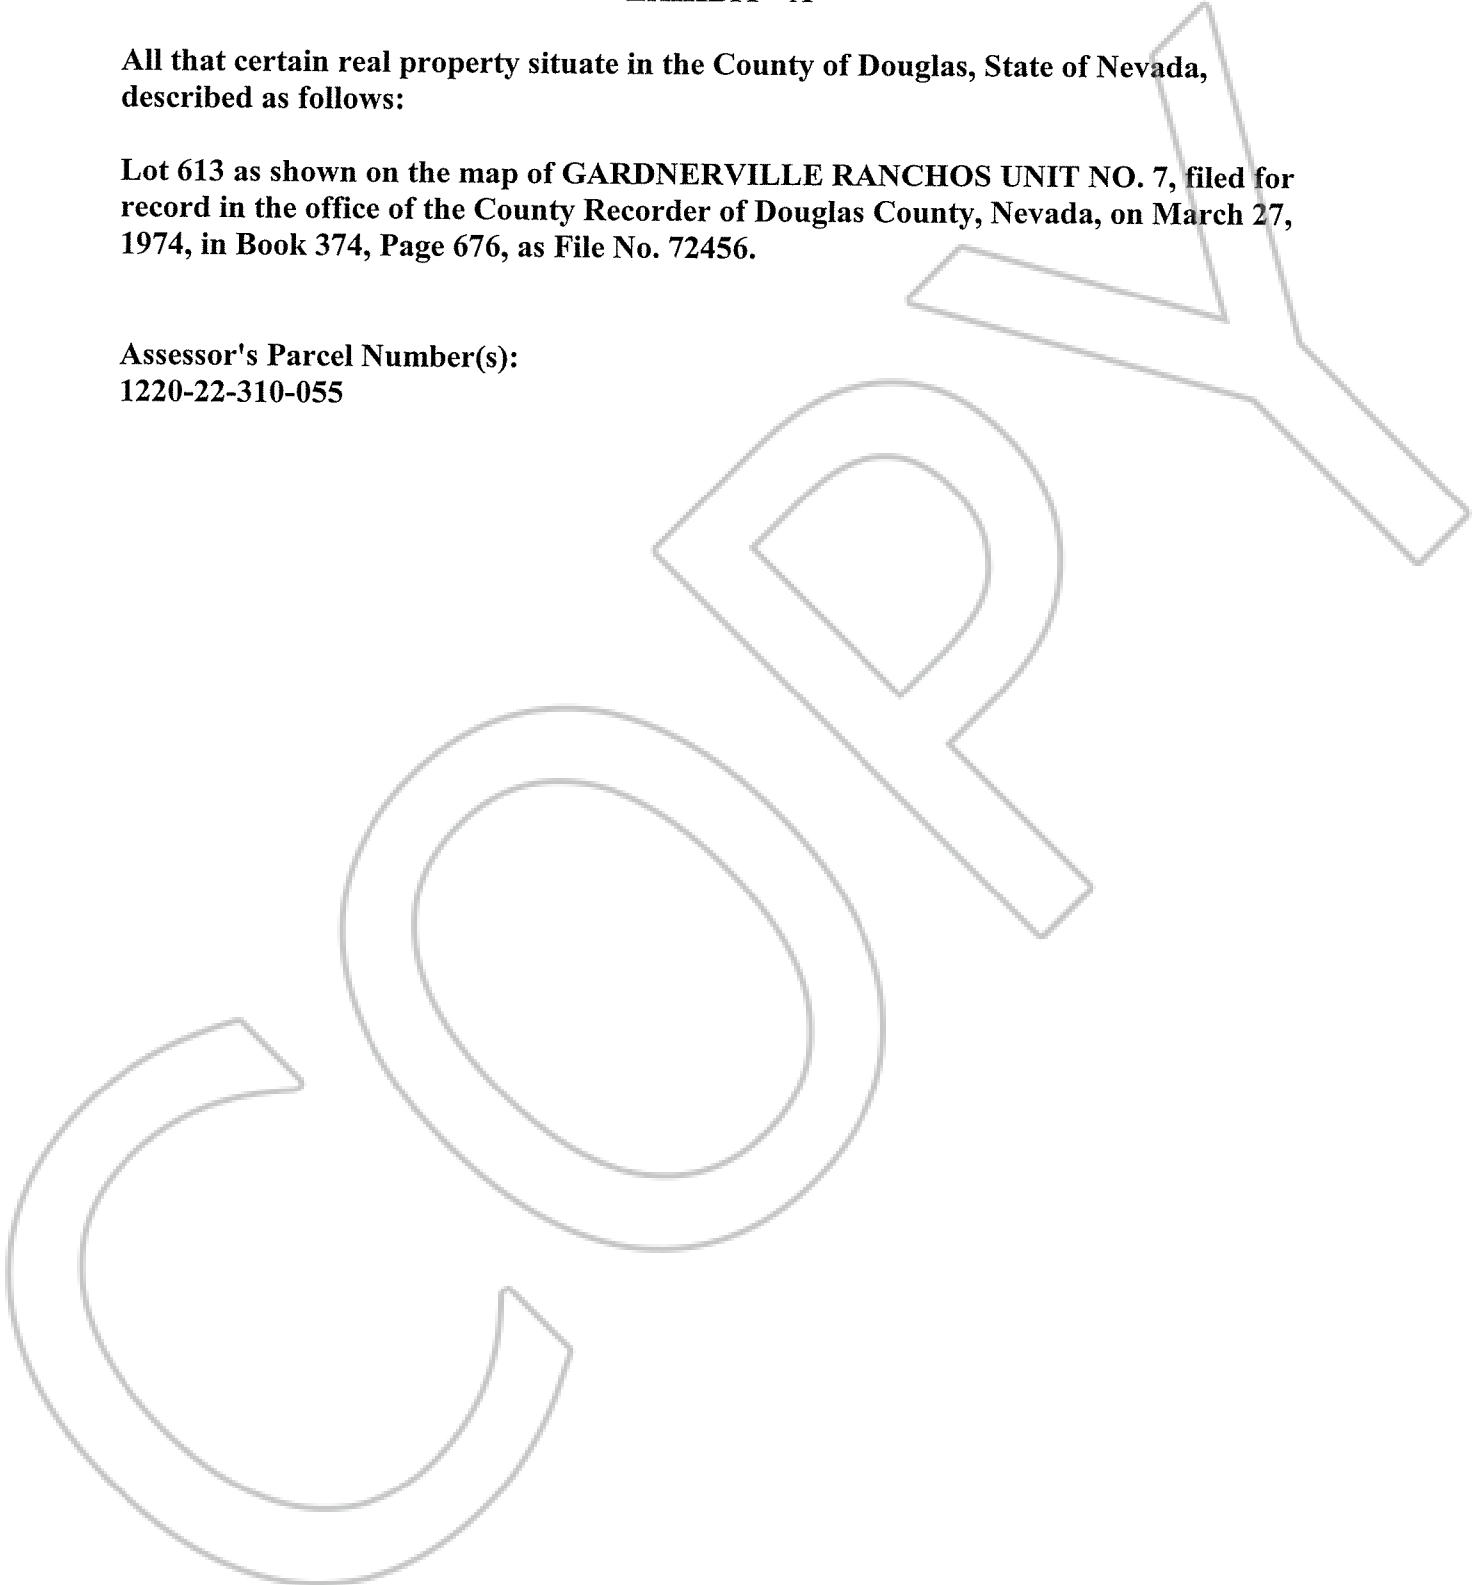 All that certain real property situate in the County of Douglas, State of Nevada,
described as follows:
Lot 613 as shown on the map of GARDNERVILLE RANCHOS UNIT NO. 7, filed for
record in the office of the County Recorder of Douglas County, Nevada, on March 27,
1974, in Book 374, Page 676, as File No. 72456.
Assessor's Parcel Number(s):
1220-22-310-055
COPY